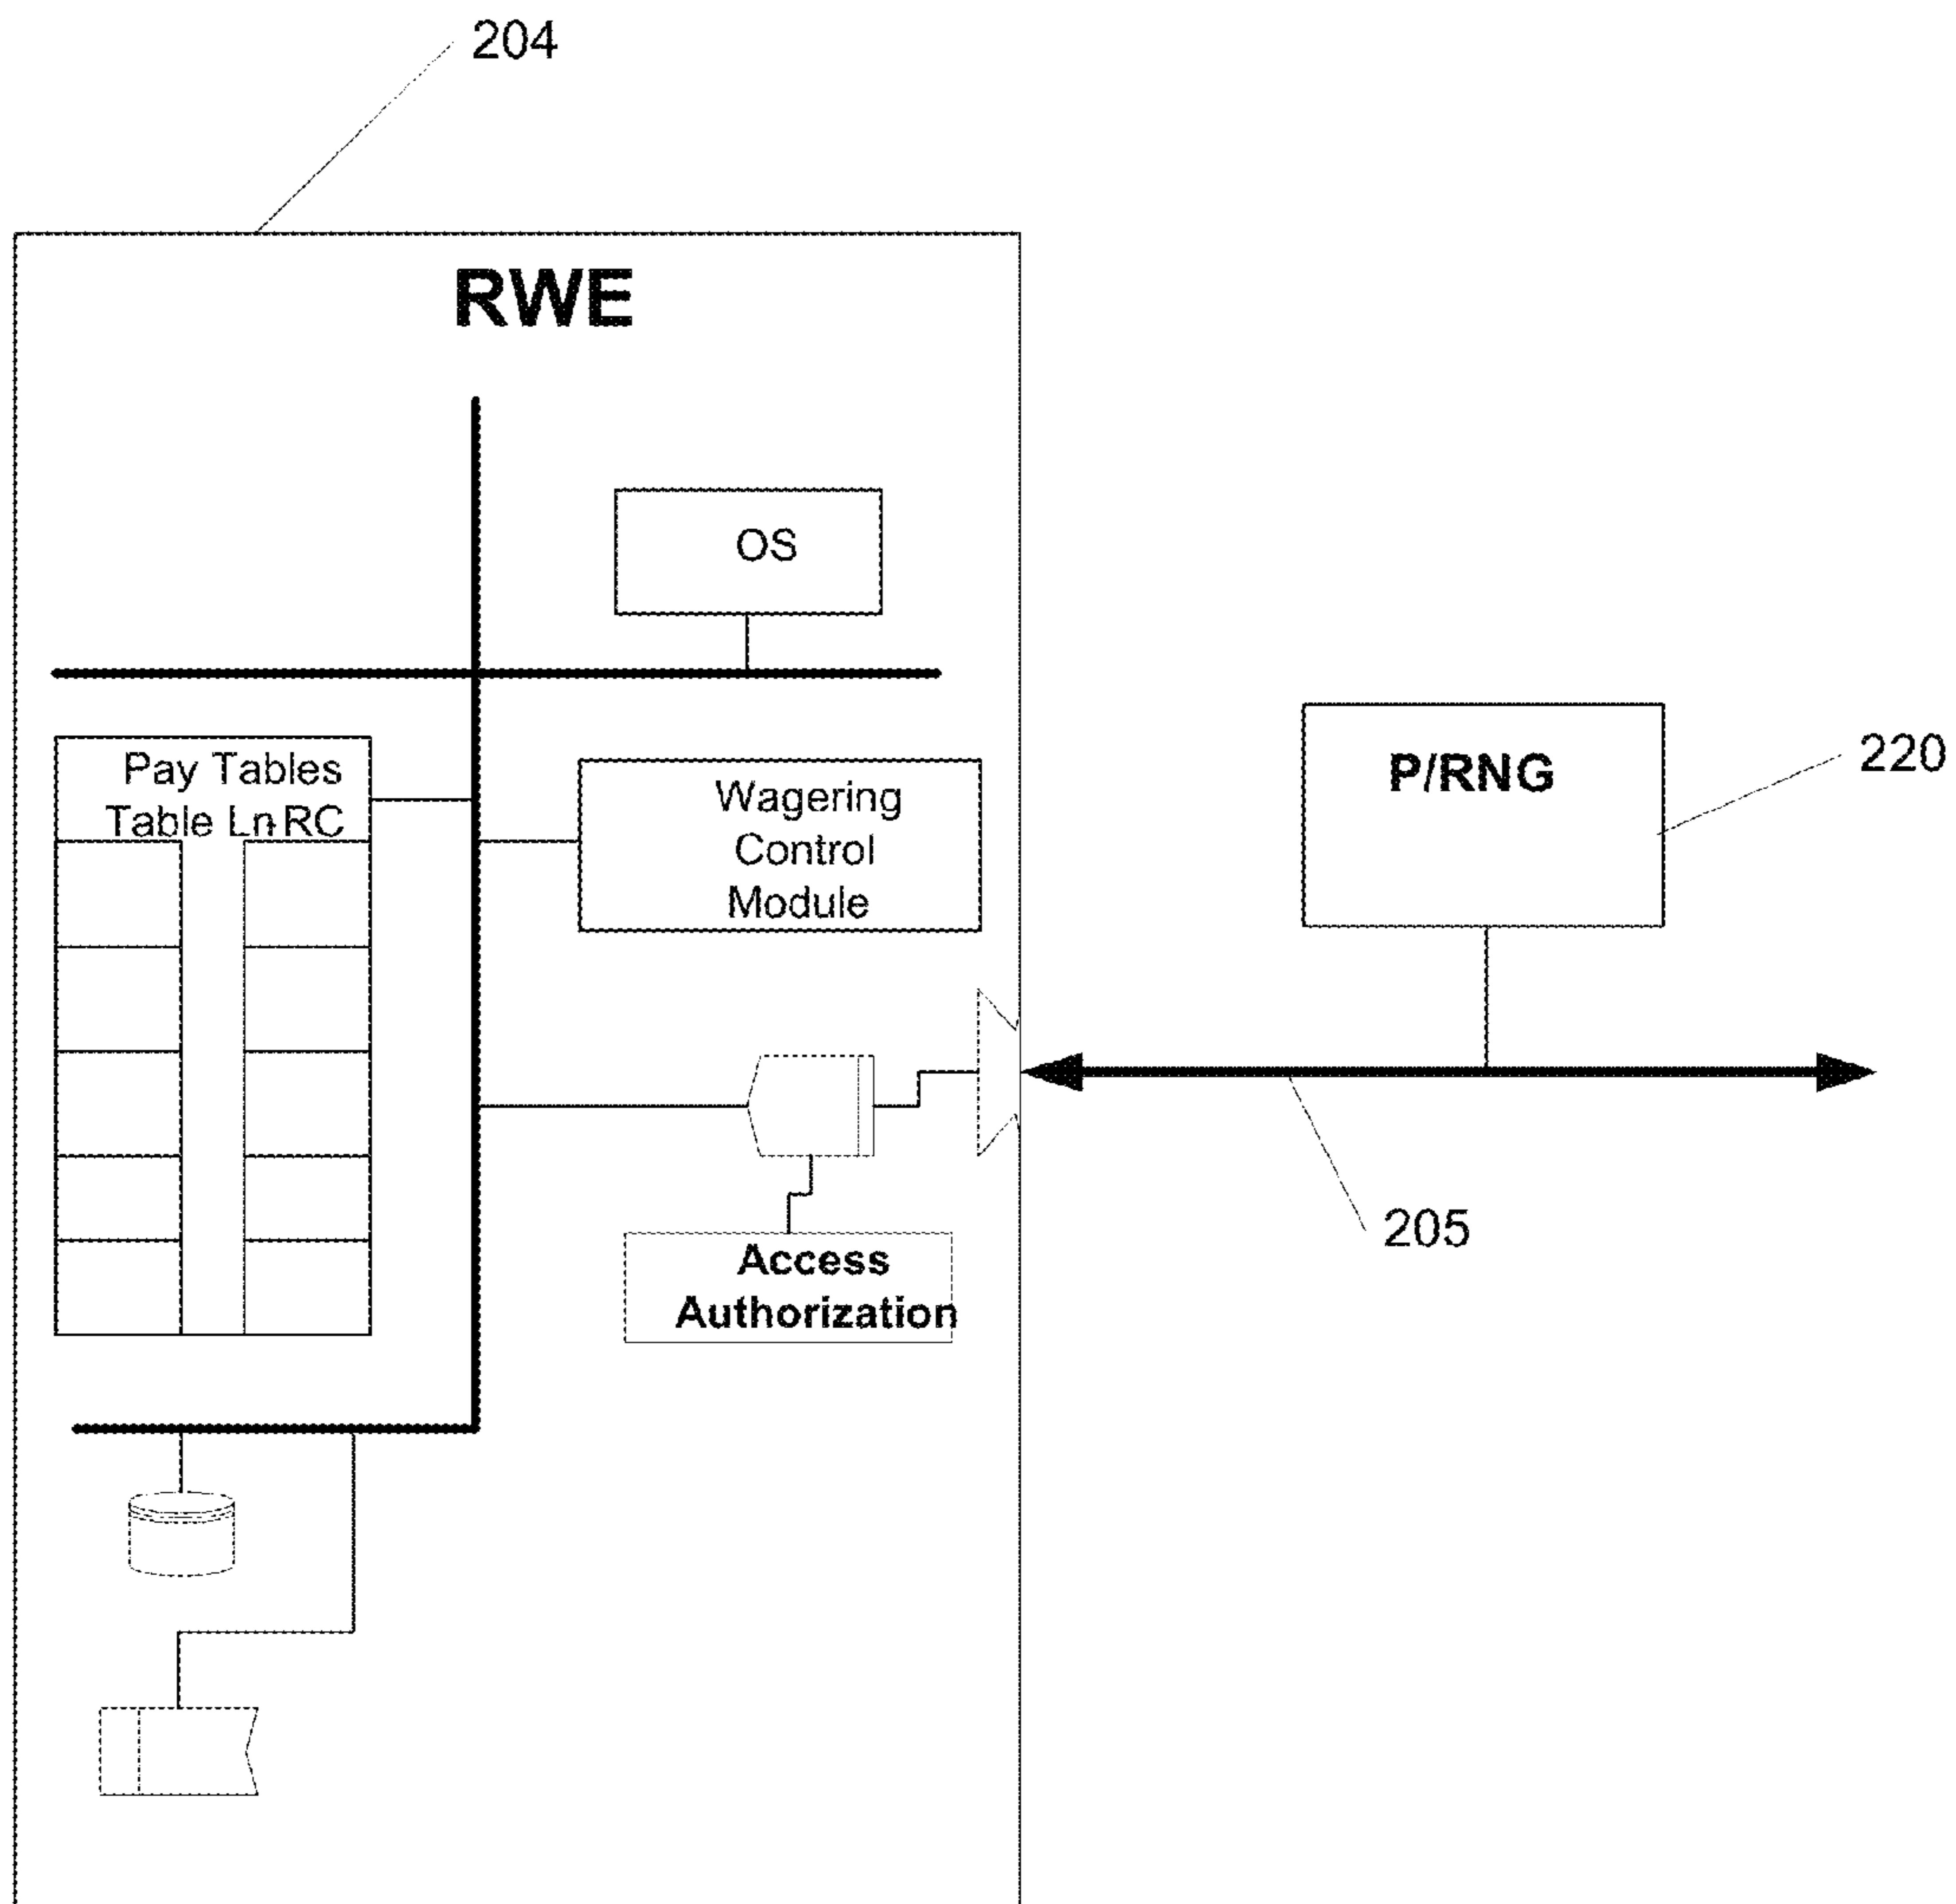 204
RWE
OS
Pay Tables
Table Ln-RC
Wagering
Control
Module
P/RNG
220
205
Access
Authorization